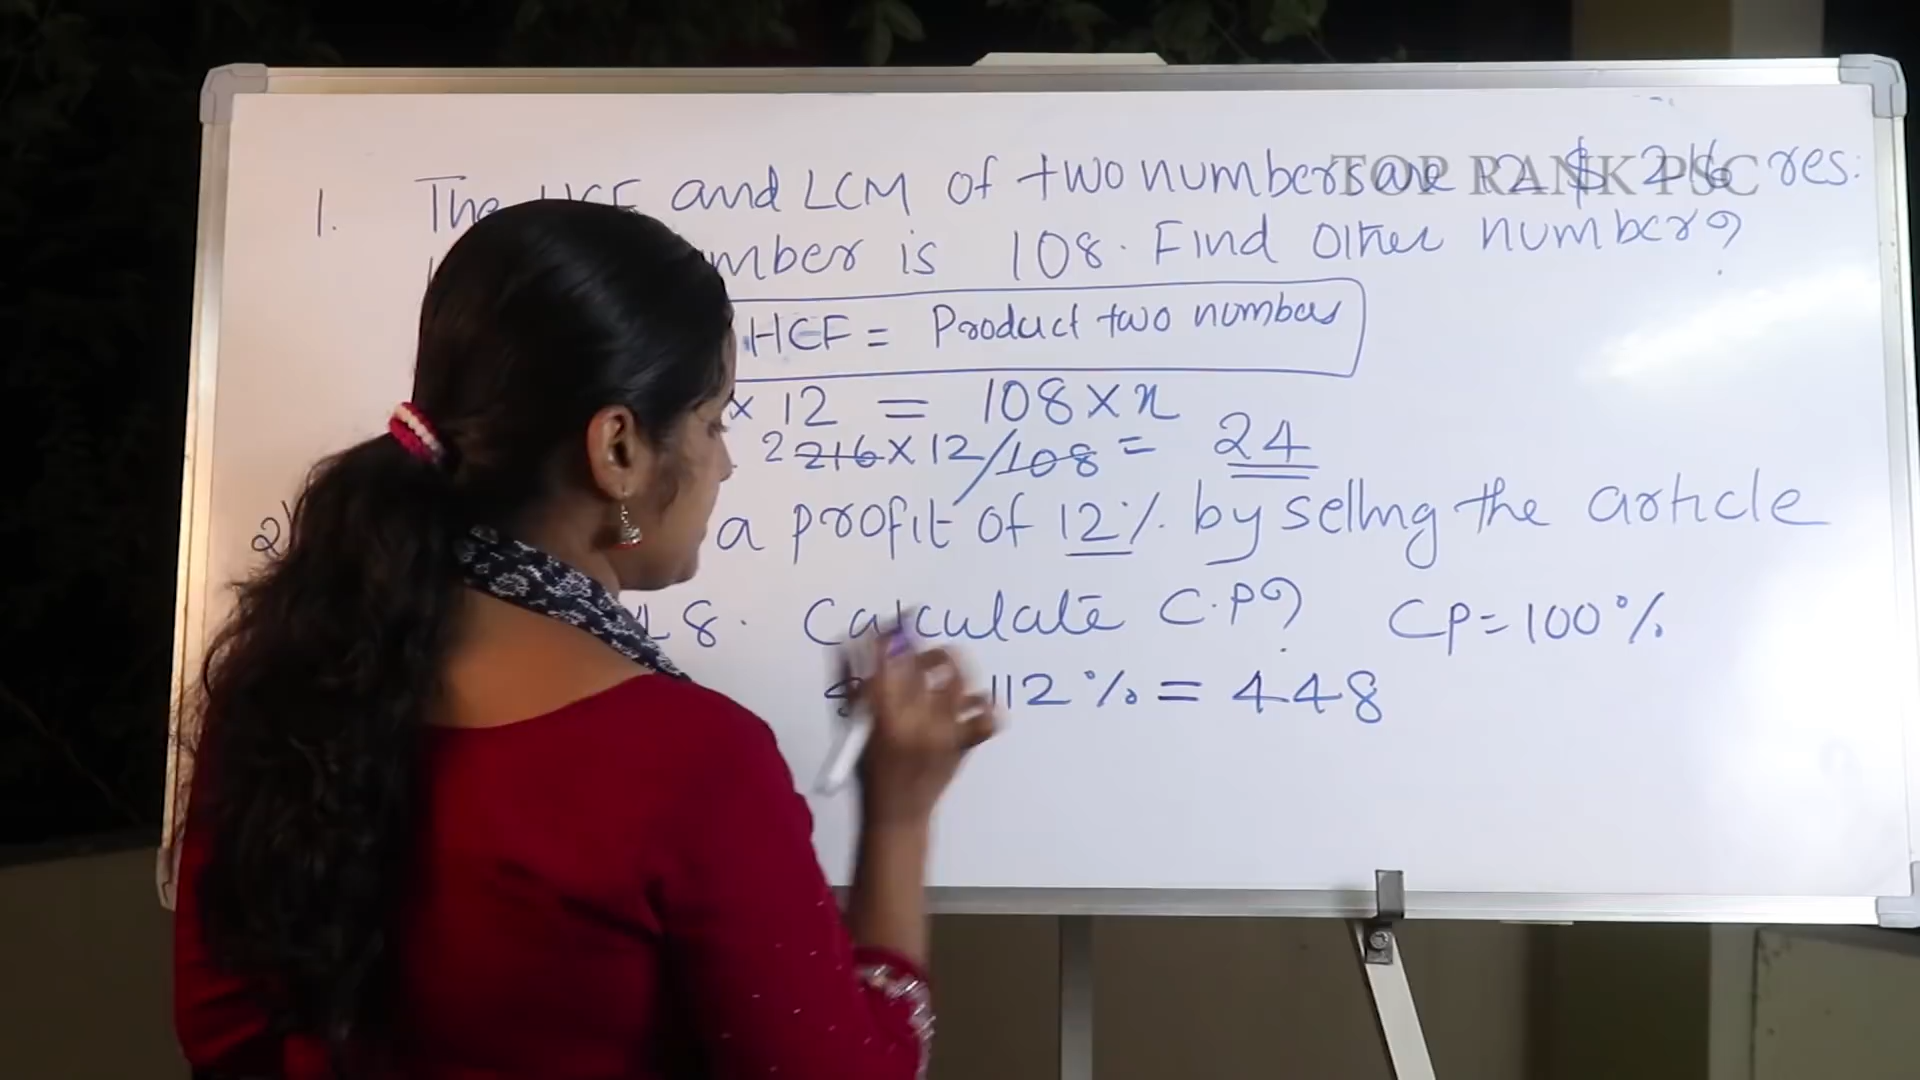 1. The HCF and LCM of two numbers are 12 & 216 res:
TOP RANK PSC
mber is 108. Find other number?
HCF = Product two numbers
× 12 = 108 × x
2 216 × 12/108 = 24
2) a profit of 12% by selling the article
48. Calculate C.P? CP = 100%
112% = 448